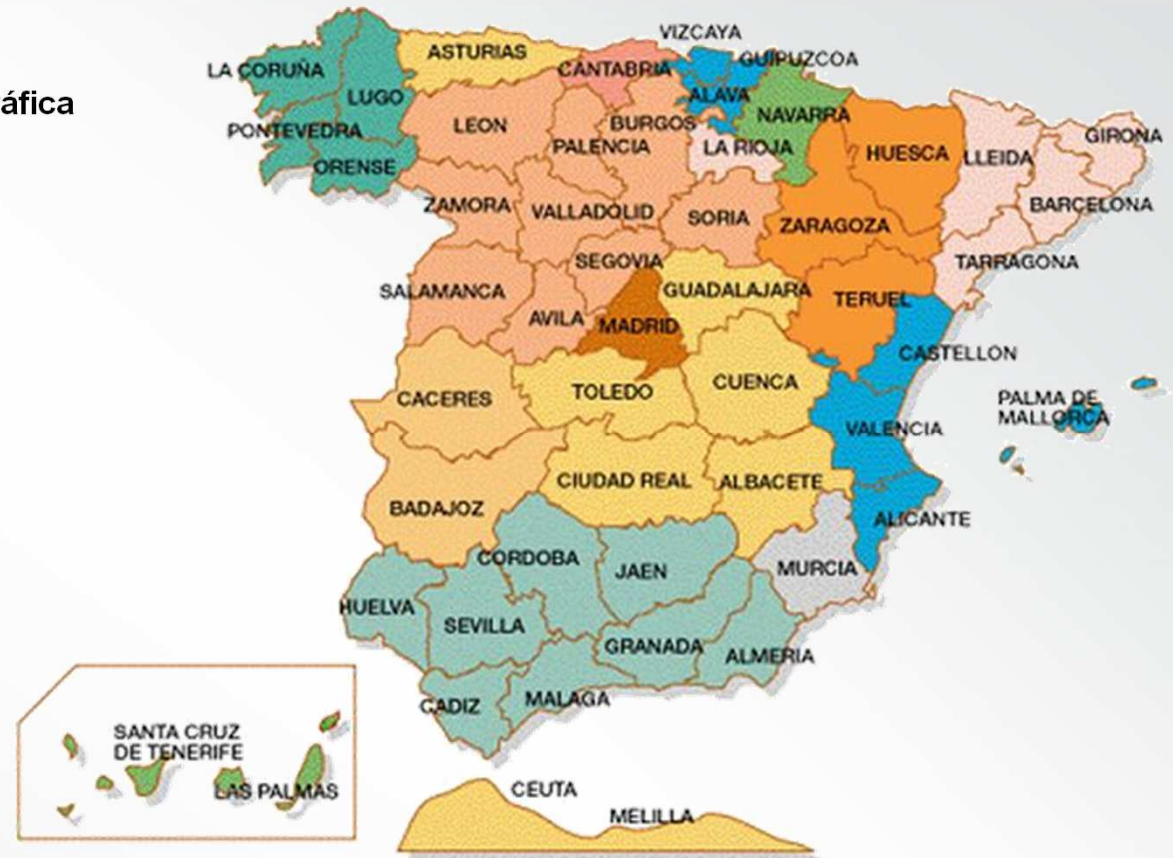 áfica
VIZCAYA
ASTURIAS
GUIPUZCOA
LA CORUÑA
CANTABRIA
LUGO
ALAVA
NAVARRA
PONTEVEDRA
LEON
BURGOS
PALENCIA
LA RIOJA
HUESCA
LLEIDA
GIRONA
ORENSE
ZAMORA
VALLADOLID
SORIA
ZARAGOZA
BARCELONA
SEGOVIA
TARRAGONA
SALAMANCA
GUADALAJARA
TERUEL
AVILA
MADRID
CASTELLON
CACERES
TOLEDO
CUENCA
PALMA DE
MALLORCA
VALENCIA
CIUDAD REAL
ALBACETE
BADAJOZ
ALICANTE
CORDOBA
JAEN
MURCIA
HUELVA
SEVILLA
GRANADA
ALMERIA
CADIZ
MALAGA
SANTA CRUZ
DE TENERIFE
LAS PALMAS
CEUTA
MELILLA